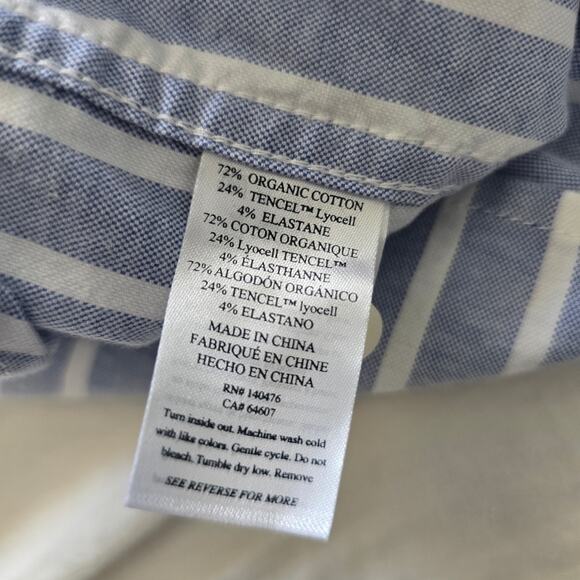 72% ORGANIC COTTON
24% TENCEL™ Lyocell
4% ELASTANE
72% COTON ORGANIQUE
24% Lyocell TENCEL™
4% ÉLASTHANNE
72% ALGODÓN ORGÁNICO
24% TENCEL™ lyocell
4% ELASTANO
MADE IN CHINA
FABRIQUÉ EN CHINE
HECHO EN CHINA
RN# 140476
CA# 64607
Turn inside out. Machine wash cold
with like colors. Gentle cycle. Do not
bleach. Tumble dry low. Remove
SEE REVERSE FOR MORE